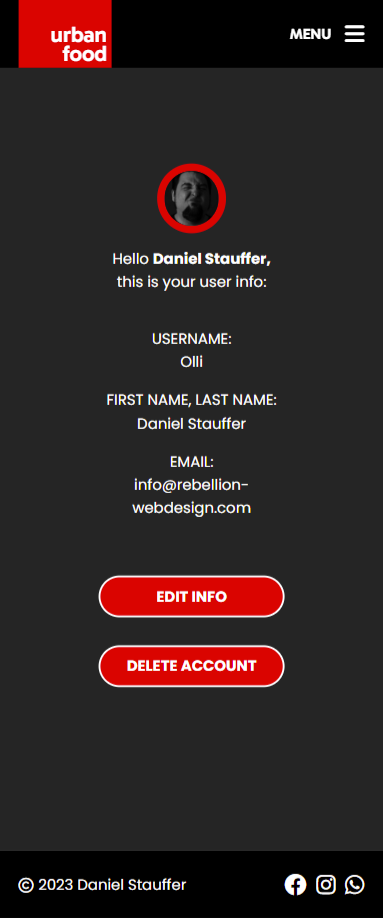 urban
food
MENU
Hello Daniel Stauffer,
this is your user info:
USERNAME:
Olli
FIRST NAME, LAST NAME:
Daniel Stauffer
EMAIL:
info@rebellion-
webdesign.com
EDIT INFO
DELETE ACCOUNT
© 2023 Daniel Stauffer